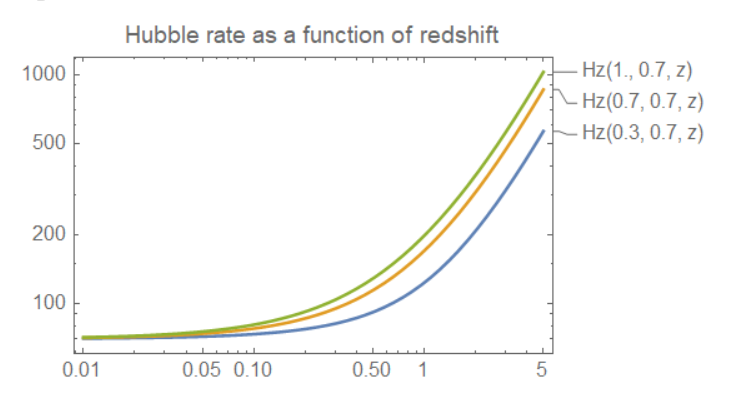 Hubble rate as a function of redshift
1000
500
200
100
Hz(1., 0.7, z)
Hz(0.7, 0.7, z)
Hz(0.3, 0.7, z)
0.01 0.05 0.10 0.50 1 5